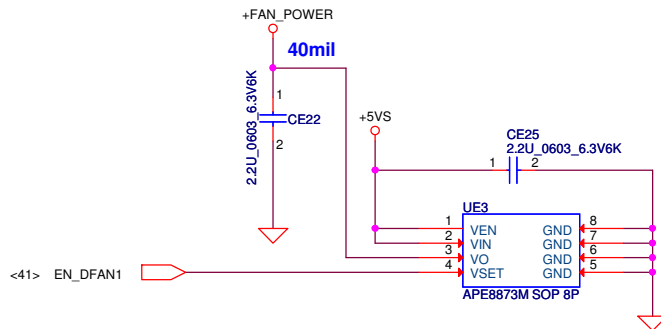 +FAN_POWER
40mil
2.2U_0603_6.3V6K
1
CE22
2
+5VS
CE25
2.2U_0603_6.3V6K
1 2
UE3
1 VEN GND 8
2 VIN GND 7
3 VO GND 6
4 VSET GND 5
APE8873M SOP 8P
<41> EN_DFAN1